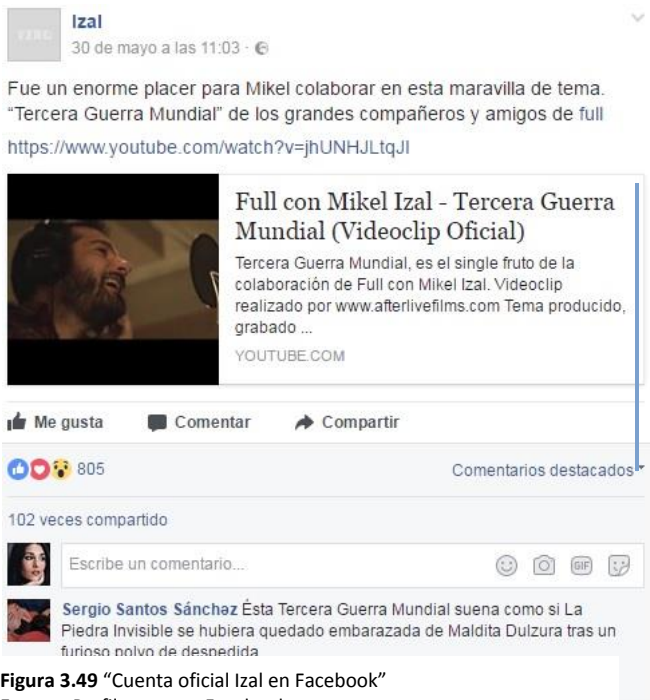 Izal
30 de mayo a las 11:03 ·
Fue un enorme placer para Mikel colaborar en esta maravilla de tema.
“Tercera Guerra Mundial” de los grandes compañeros y amigos de full
https://www.youtube.com/watch?v=jhUNHJLtqJI
Full con Mikel Izal - Tercera Guerra
Mundial (Videoclip Oficial)
Tercera Guerra Mundial, es el single fruto de la
colaboración de Full con Mikel Izal. Videoclip
realizado por www.afterlivefilms.com Tema producido,
grabado ...
YOUTUBE.COM
Me gusta Comentar Compartir
805 Comentarios destacados
102 veces compartido
Escribe un comentario... GIF
Sergio Santos Sánchəz Ésta Tercera Guerra Mundial suena como si La
Piedra Invisible se hubiera quedado embarazada de Maldita Dulzura tras un
furioso polvo de despedida
Figura 3.49 “Cuenta oficial Izal en Facebook”